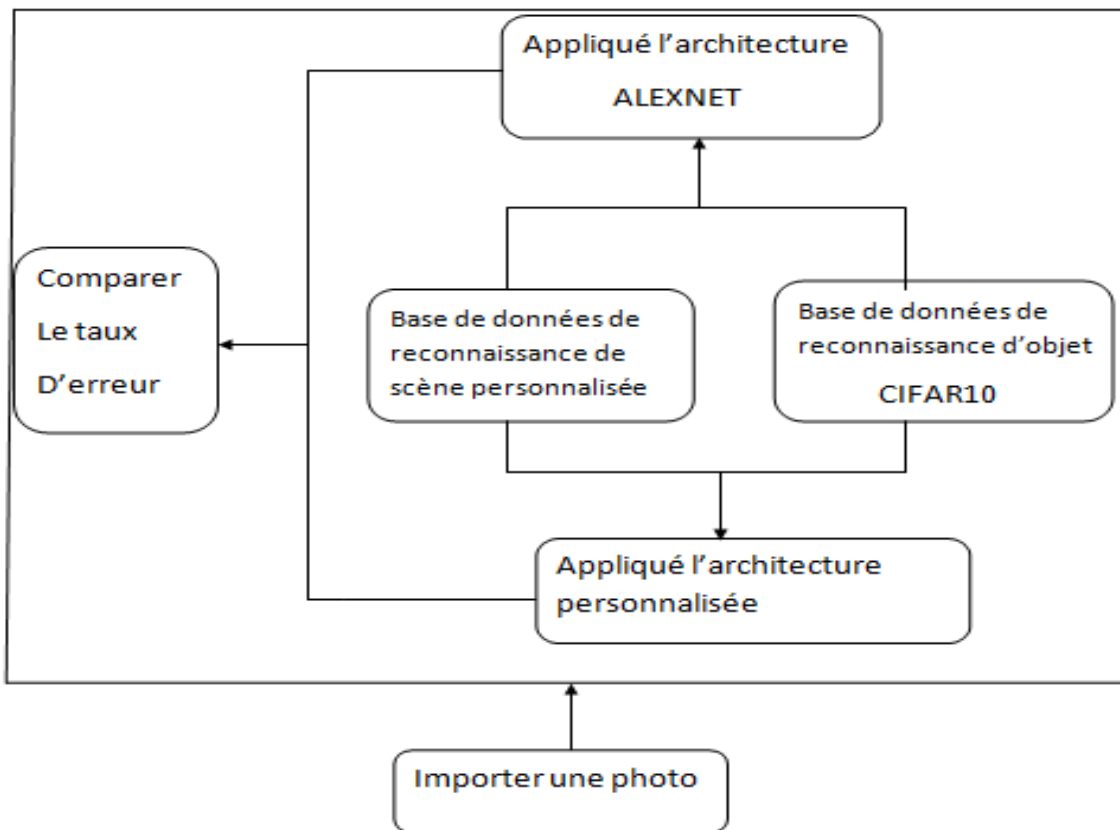 Appliqué l’architecture
ALEXNET
Comparer
Le taux
D’erreur
Base de données de
reconnaissance de
scène personnalisée
Base de données de
reconnaissance d’objet
CIFAR10
Appliqué l’architecture
personnalisée
Importer une photo